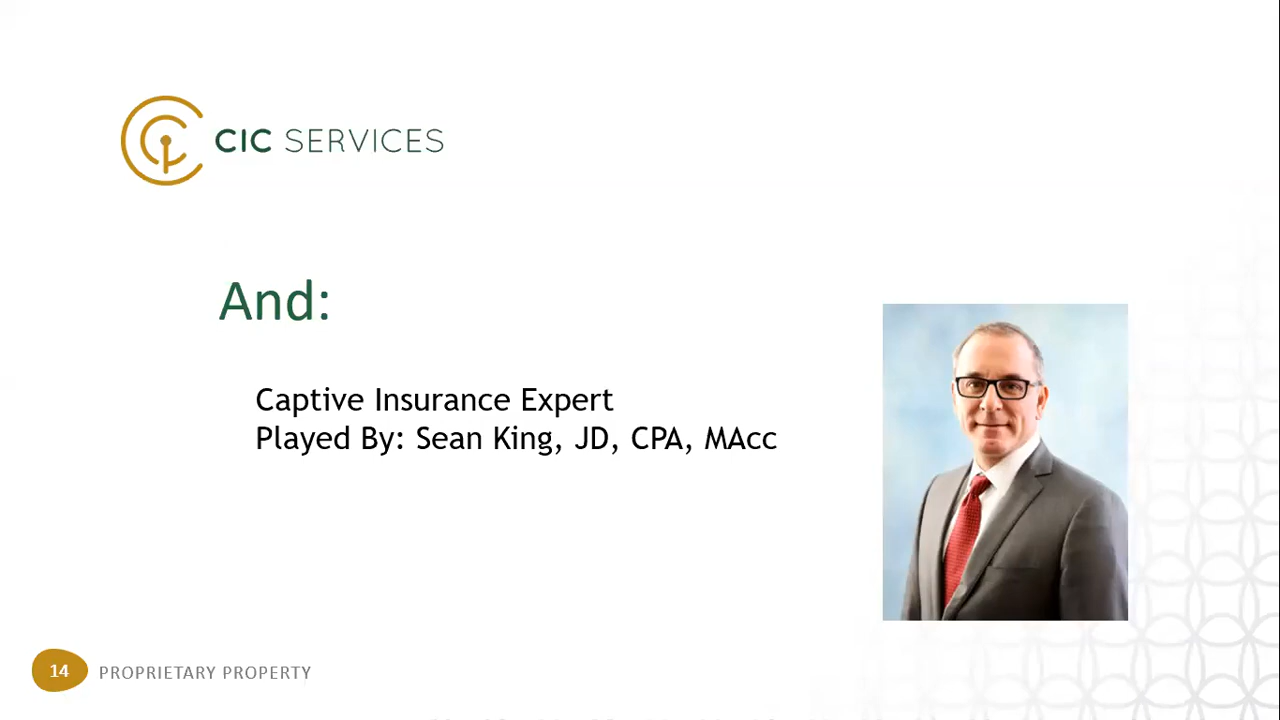 CIC SERVICES
And:
Captive Insurance Expert
Played By: Sean King, JD, CPA, MAcc
14 PROPRIETARY PROPERTY